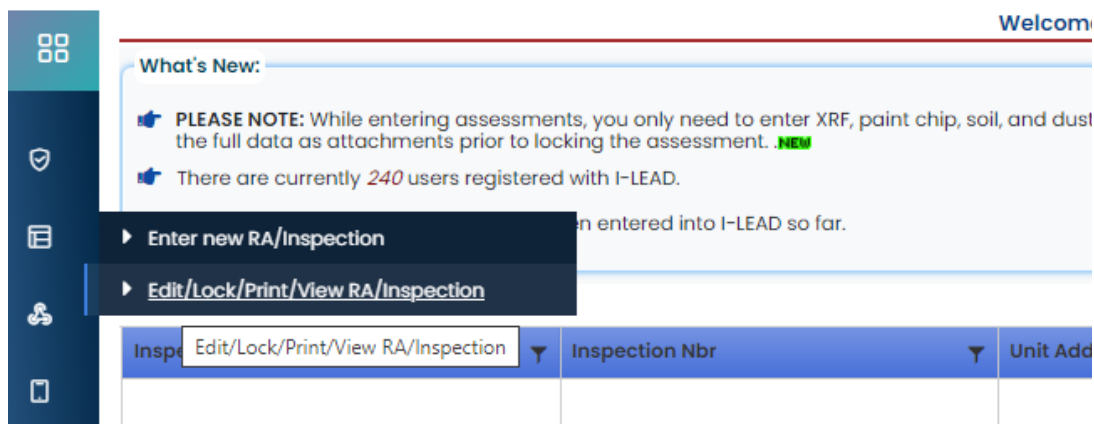 Welcome
What's New:
PLEASE NOTE: While entering assessments, you only need to enter XRF, paint chip, soil, and dust
the full data as attachments prior to locking the assessment. .NEW
There are currently 240 users registered with I-LEAD.
n entered into I-LEAD so far.
Enter new RA/Inspection
Edit/Lock/Print/View RA/Inspection
Edit/Lock/Print/View RA/Inspection
Inspe
Inspection Nbr
Unit Add